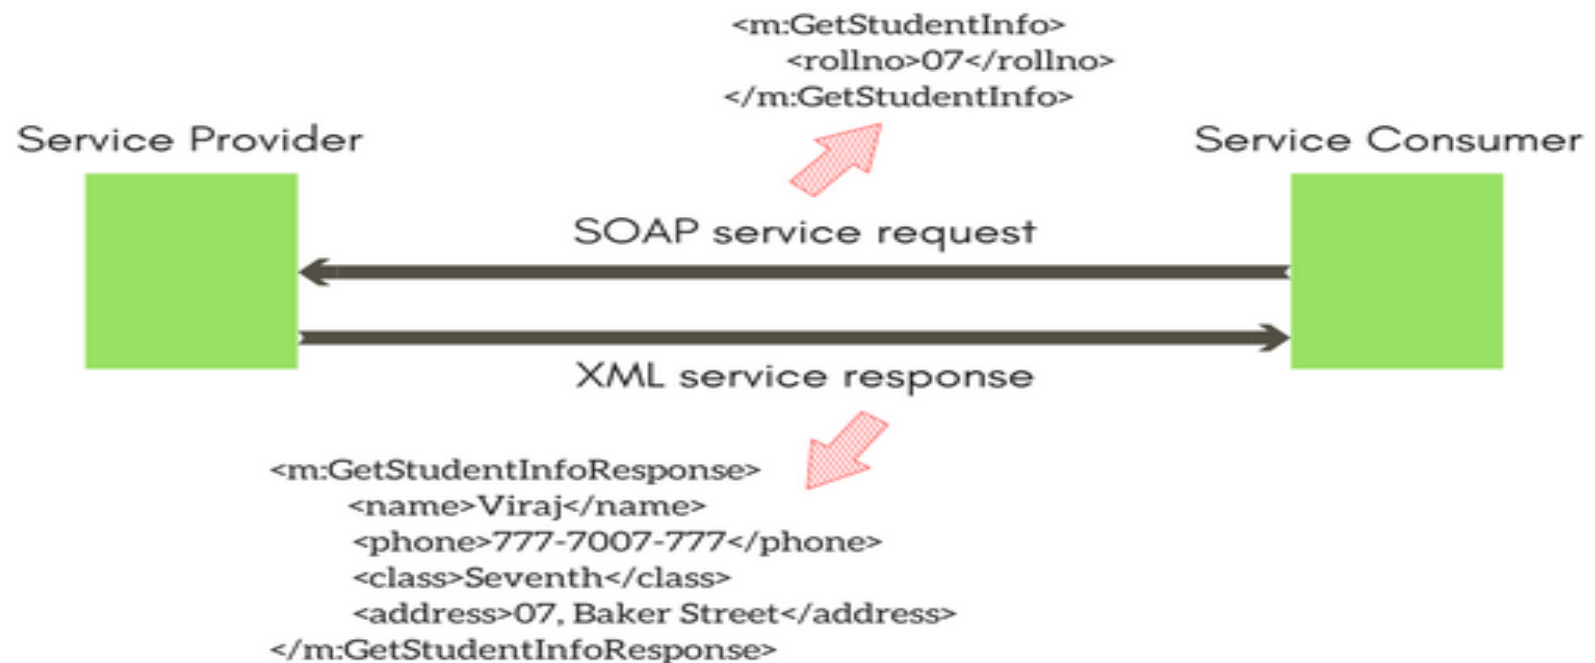 <m:GetStudentInfo>
<rollno>07</rollno>
</m:GetStudentInfo>
Service Provider
Service Consumer
SOAP service request
XML service response
<m:GetStudentInfoResponse>
<name>Viraj</name>
<phone>777-7007-777</phone>
<class>Seventh</class>
<address>07, Baker Street</address>
</m:GetStudentInfoResponse>